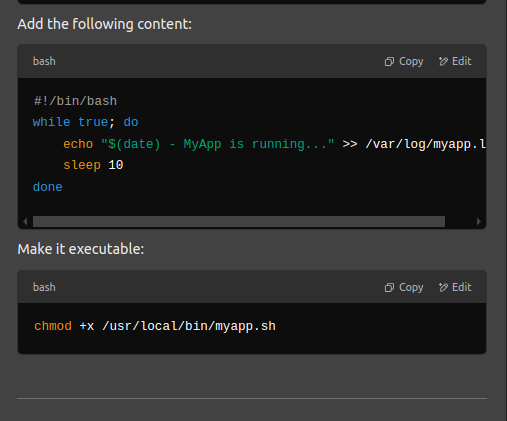 Add the following content:
bash
Copy
Edit
#!/bin/bash
while true; do
    echo "$(date) - MyApp is running..." >> /var/log/myapp.l
    sleep 10
done
Make it executable:
bash
Copy
Edit
chmod +x /usr/local/bin/myapp.sh